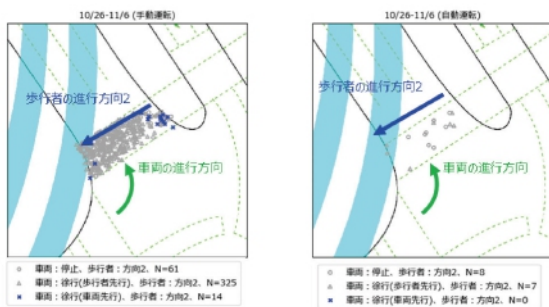 10/26-11/6 (手動運転)
歩行者の進行方向2
車両の進行方向
車両：停止、歩行者：方向2、N=61
車両：徐行(歩行者先行)、歩行者：方向2、N=325
車両：徐行(車両先行)、歩行者：方向2、N=14
10/26-11/6 (自動運転)
歩行者の進行方向2
車両の進行方向
車両：停止、歩行者：方向2、N=8
車両：徐行(歩行者先行)、歩行者：方向2、N=7
車両：徐行(車両先行)、歩行者：方向2、N=0